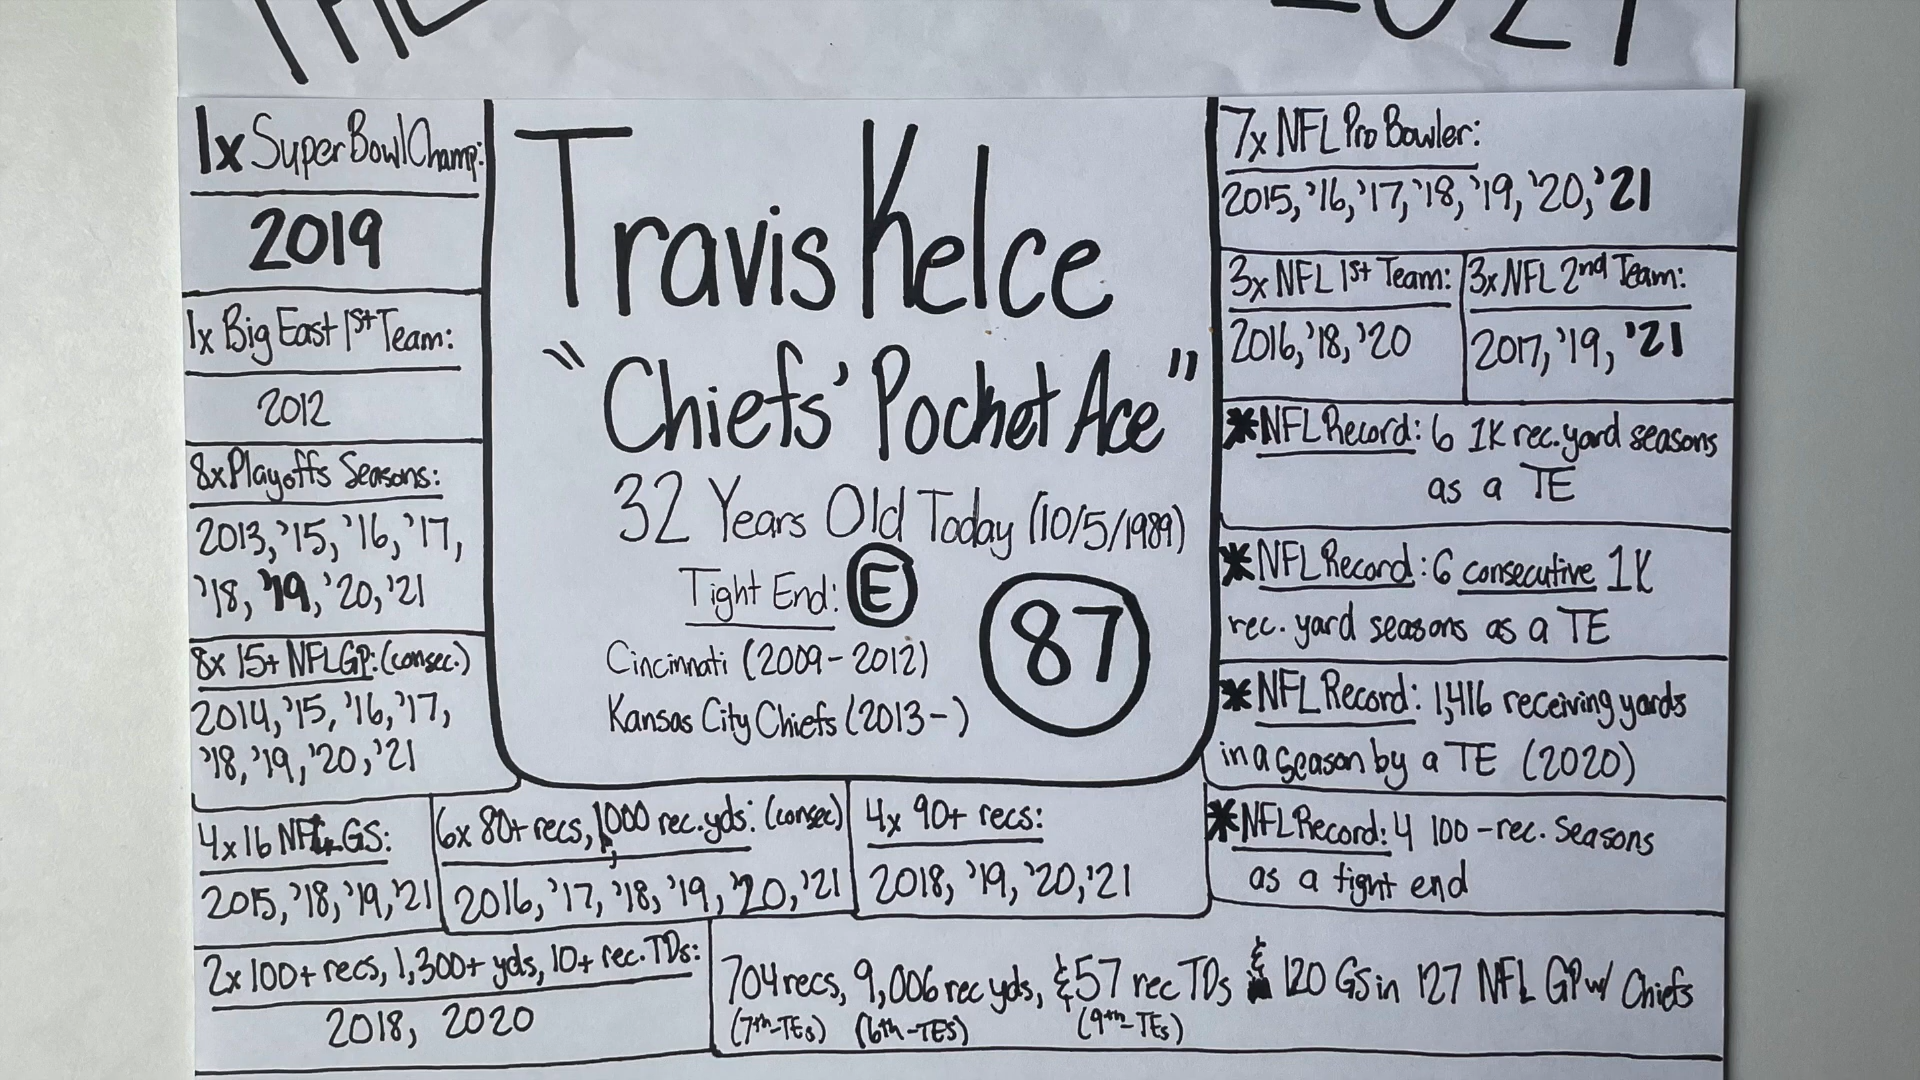 1x Super Bowl Champ:
2019
1x Big East 1st Team:
2012
8x Playoffs Seasons:
2013, '15, '16, '17,
'18, '19, '20, '21
8x 15+ NFL GP: (consec.)
2014, '15, '16, '17,
'18, '19, '20, '21
Travis Kelce
"Chiefs' Pocket Ace"
32 Years Old Today (10/5/1989)
Tight End: E
87
Cincinnati (2009-2012)
Kansas City Chiefs (2013- )
7x NFL Pro Bowler:
2015, '16, '17, '18, '19, '20, '21
3x NFL 1st Team:
2016, '18, '20
3x NFL 2nd Team:
2017, '19, '21
*NFL Record: 6 1K rec. yard seasons
as a TE
*NFL Record: 6 consecutive 1K
rec. yard seasons as a TE
*NFL Record: 1,416 receiving yards
in a season by a TE (2020)
*NFL Record: 4 100-rec. seasons
as a tight end
4x 16 NFL GS:
2015, '18, '19, '21
6x 80+ recs, 1000 rec. yds: (consec)
2016, '17, '18, '19, '20, '21
4x 90+ recs:
2018, '19, '20, '21
2x 100+ recs, 1,300+ yds, 10+ rec. TDs:
2018, 2020
704 recs, 9,006 rec yds, & 57 rec TDs & 120 GS in 127 NFL GP w/ Chiefs
(7th-TEs) (6th-TES) (9th-TEs)